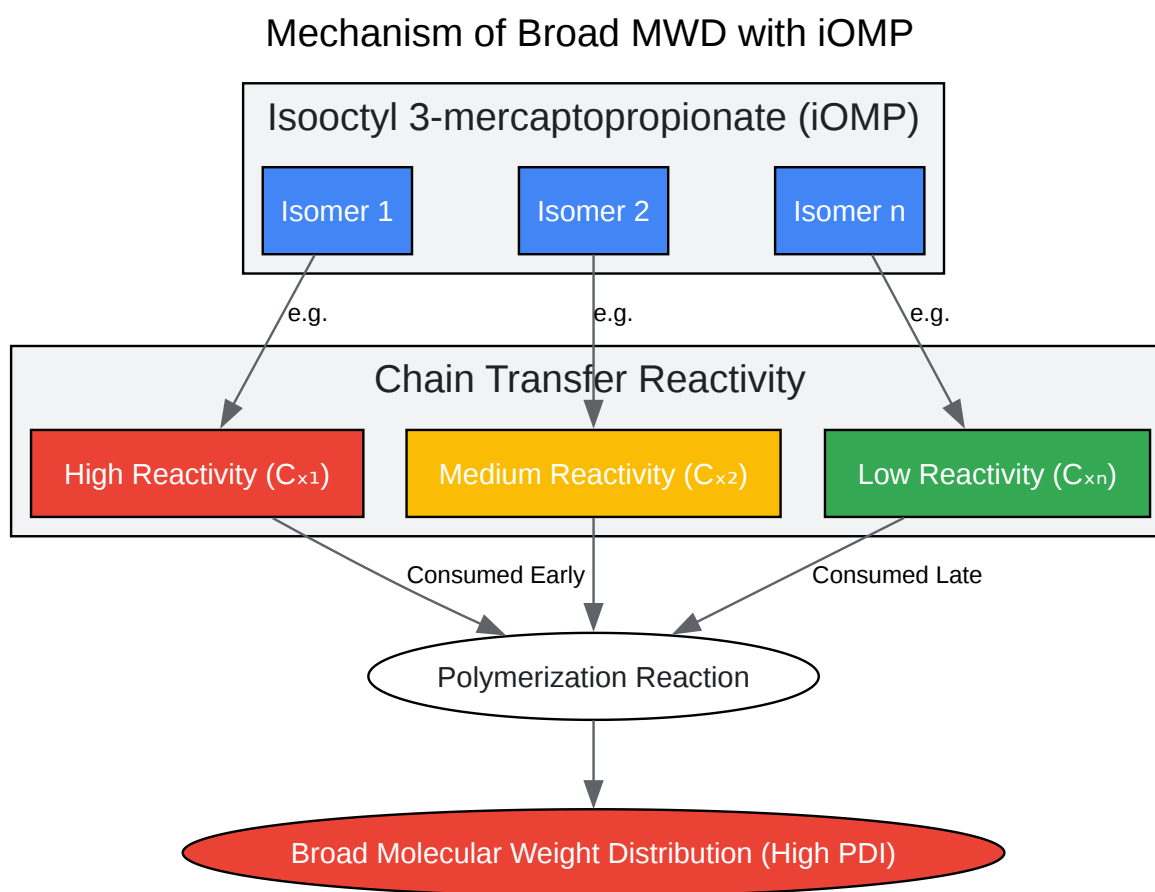 Mechanism of Broad MWD with iOMP
Isooctyl 3-mercaptopropionate (iOMP)
Isomer 1
Isomer 2
Isomer n
e.g.
e.g.
e.g.
Chain Transfer Reactivity
High Reactivity (Cₓ₁)
Medium Reactivity (Cₓ₂)
Low Reactivity (Cₓₙ)
Consumed Early
Consumed Late
Polymerization Reaction
Broad Molecular Weight Distribution (High PDI)